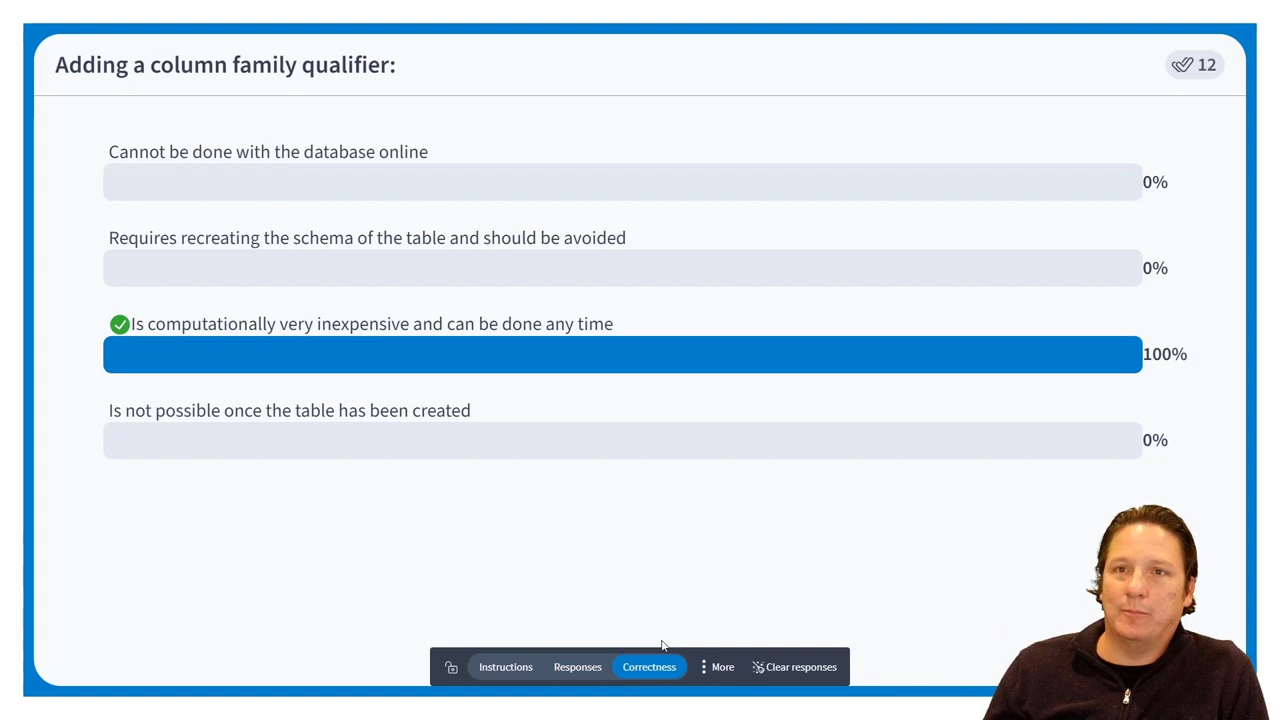 Adding a column family qualifier:
12
Cannot be done with the database online
0%
Requires recreating the schema of the table and should be avoided
0%
Is computationally very inexpensive and can be done any time
100%
Is not possible once the table has been created
0%
Instructions Responses Correctness More Clear responses